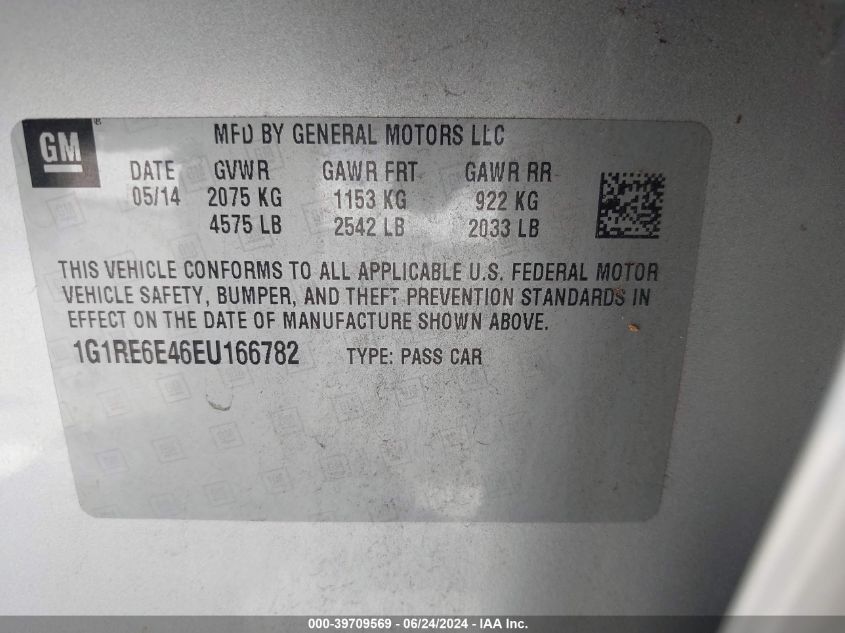 GM ®
MFD BY GENERAL MOTORS LLC
DATE GVWR GAWR FRT GAWR RR
05/14 2075 KG 1153 KG 922 KG
4575 LB 2542 LB 2033 LB
THIS VEHICLE CONFORMS TO ALL APPLICABLE U.S. FEDERAL MOTOR
VEHICLE SAFETY, BUMPER, AND THEFT PREVENTION STANDARDS IN
EFFECT ON THE DATE OF MANUFACTURE SHOWN ABOVE.
1G1RE6E46EU166782 TYPE: PASS CAR
000-39709569 - 06/24/2024 - IAA Inc.